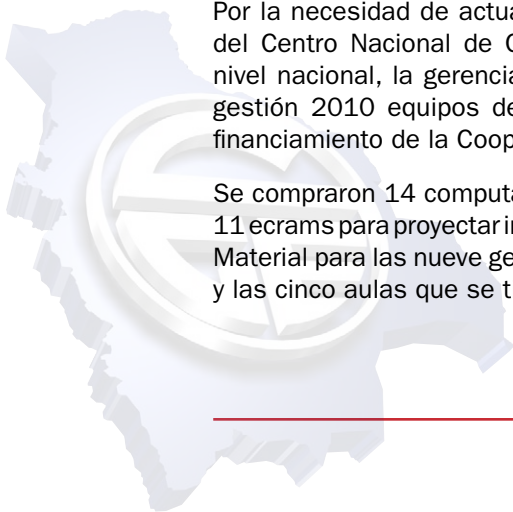 Por la necesidad de actua
del Centro Nacional de C
nivel nacional, la gerencia
gestión 2010 equipos de
financiamiento de la Coop
Se compraron 14 computa
11 ecrams para proyectar in
Material para las nueve ge
y las cinco aulas que se t